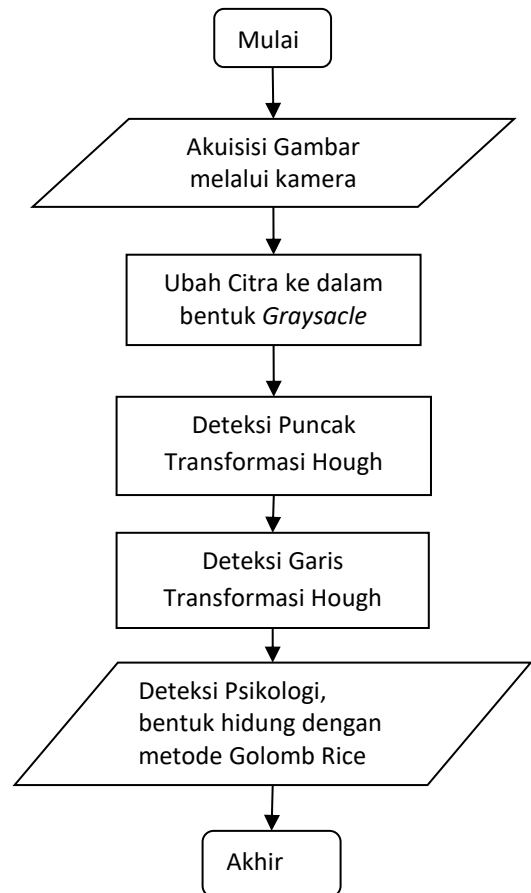 Mulai
Akuisisi Gambar
melalui kamera
Ubah Citra ke dalam
bentuk Graysacle
Deteksi Puncak
Transformasi Hough
Deteksi Garis
Transformasi Hough
Deteksi Psikologi,
bentuk hidung dengan
metode Golomb Rice
Akhir